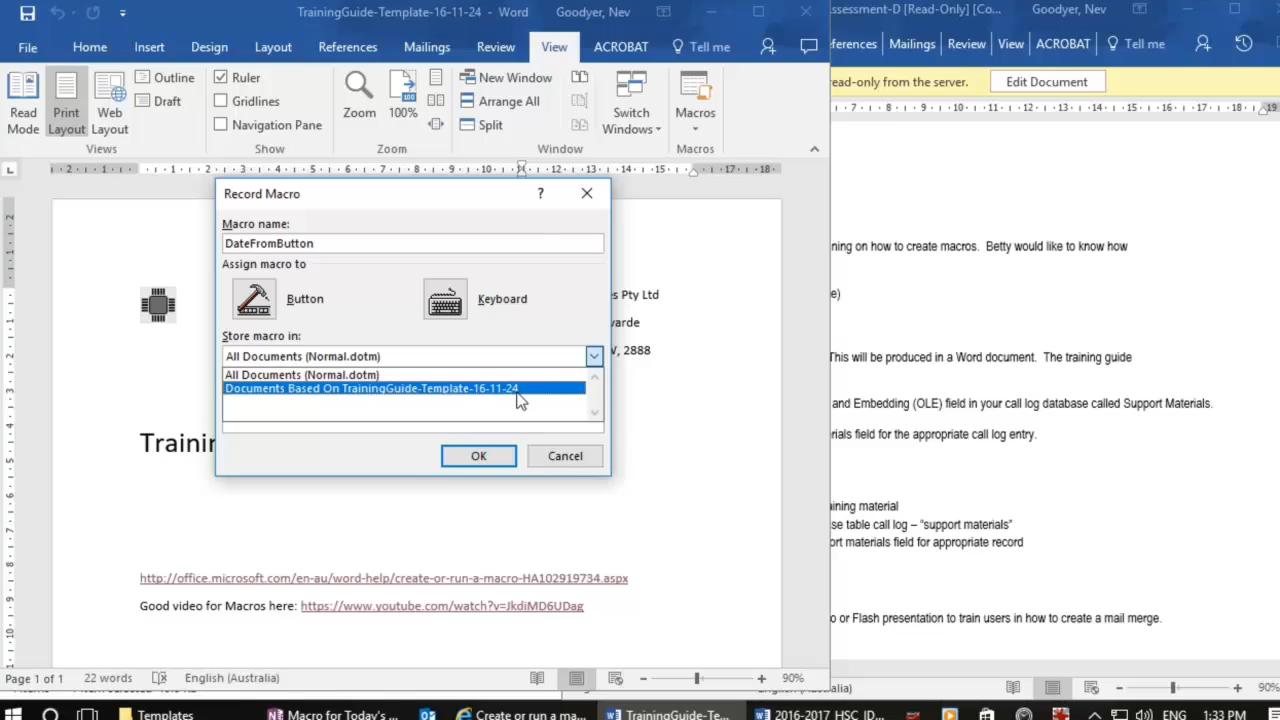 TrainingGuide-Template-16-11-24 - Word Goodyer, Nev
File Home Insert Design Layout References Mailings Review View ACROBAT Tell me
Read Mode
Print Layout
Web Layout
Outline
Draft
Views
Ruler
Gridlines
Navigation Pane
Show
Zoom
100%
Zoom
New Window
Arrange All
Split
Switch Windows
Window
Macros
Macros
Record Macro ?
Macro name:
DateFromButton
Assign macro to
Button Keyboard
Store macro in:
All Documents (Normal.dotm)
All Documents (Normal.dotm)
Documents Based On TrainingGuide-Template-16-11-24
OK Cancel
s Pty Ltd
varde
, 2888
Trainin
http://office.microsoft.com/en-au/word-help/create-or-run-a-macro-HA102919734.aspx
Good video for Macros here: https://www.youtube.com/watch?v=JkdiMD6UDag
Page 1 of 1 22 words English (Australia) 90%
ssessment-D [Read-Only] [Co... Goodyer, Nev
ferences Mailings Review View ACROBAT Tell me
read-only from the server. Edit Document
ning on how to create macros. Betty would like to know how
e)
This will be produced in a Word document. The training guide
and Embedding (OLE) field in your call log database called Support Materials.
rials field for the appropriate call log entry.
ining material
se table call log – “support materials”
ort materials field for appropriate record
o or Flash presentation to train users in how to create a mail merge.
90%
Templates Macro for Today's ... Create or run a ma... TrainingGuide-Te... 2016-2017_HSC_ID... ENG 1:33 PM